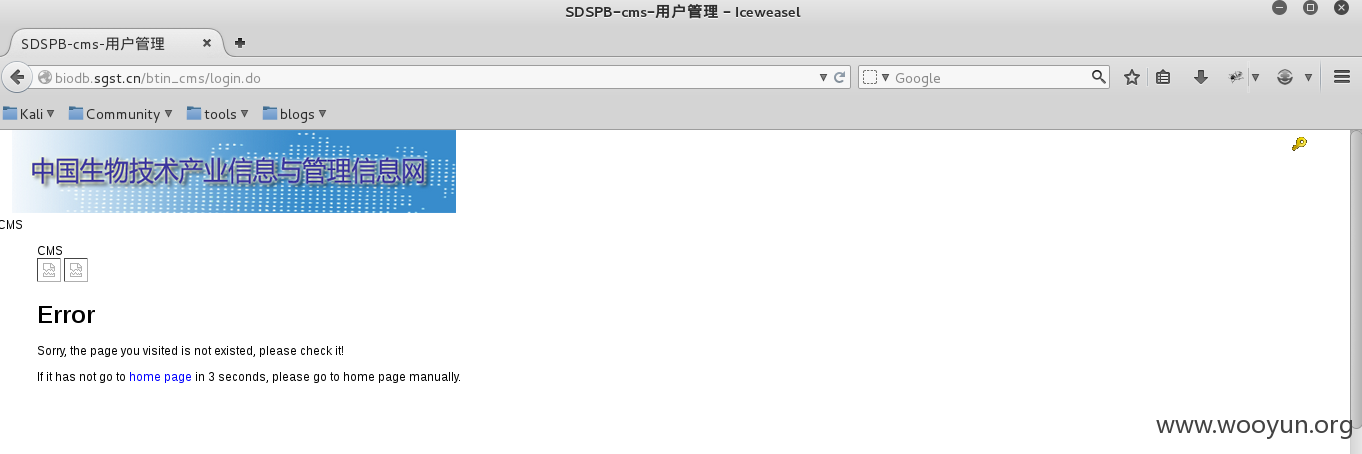 SDSPB-cms-用户管理 - Iceweasel
SDSPB-cms-用户管理
biodb.sgst.cn/btin_cms/login.do
Google
Kali
Community
tools
blogs
中国生物技术产业信息与管理信息网
CMS
CMS
Error
Sorry, the page you visited is not existed, please check it!
If it has not go to home page in 3 seconds, please go to home page manually.
www.wooyun.org